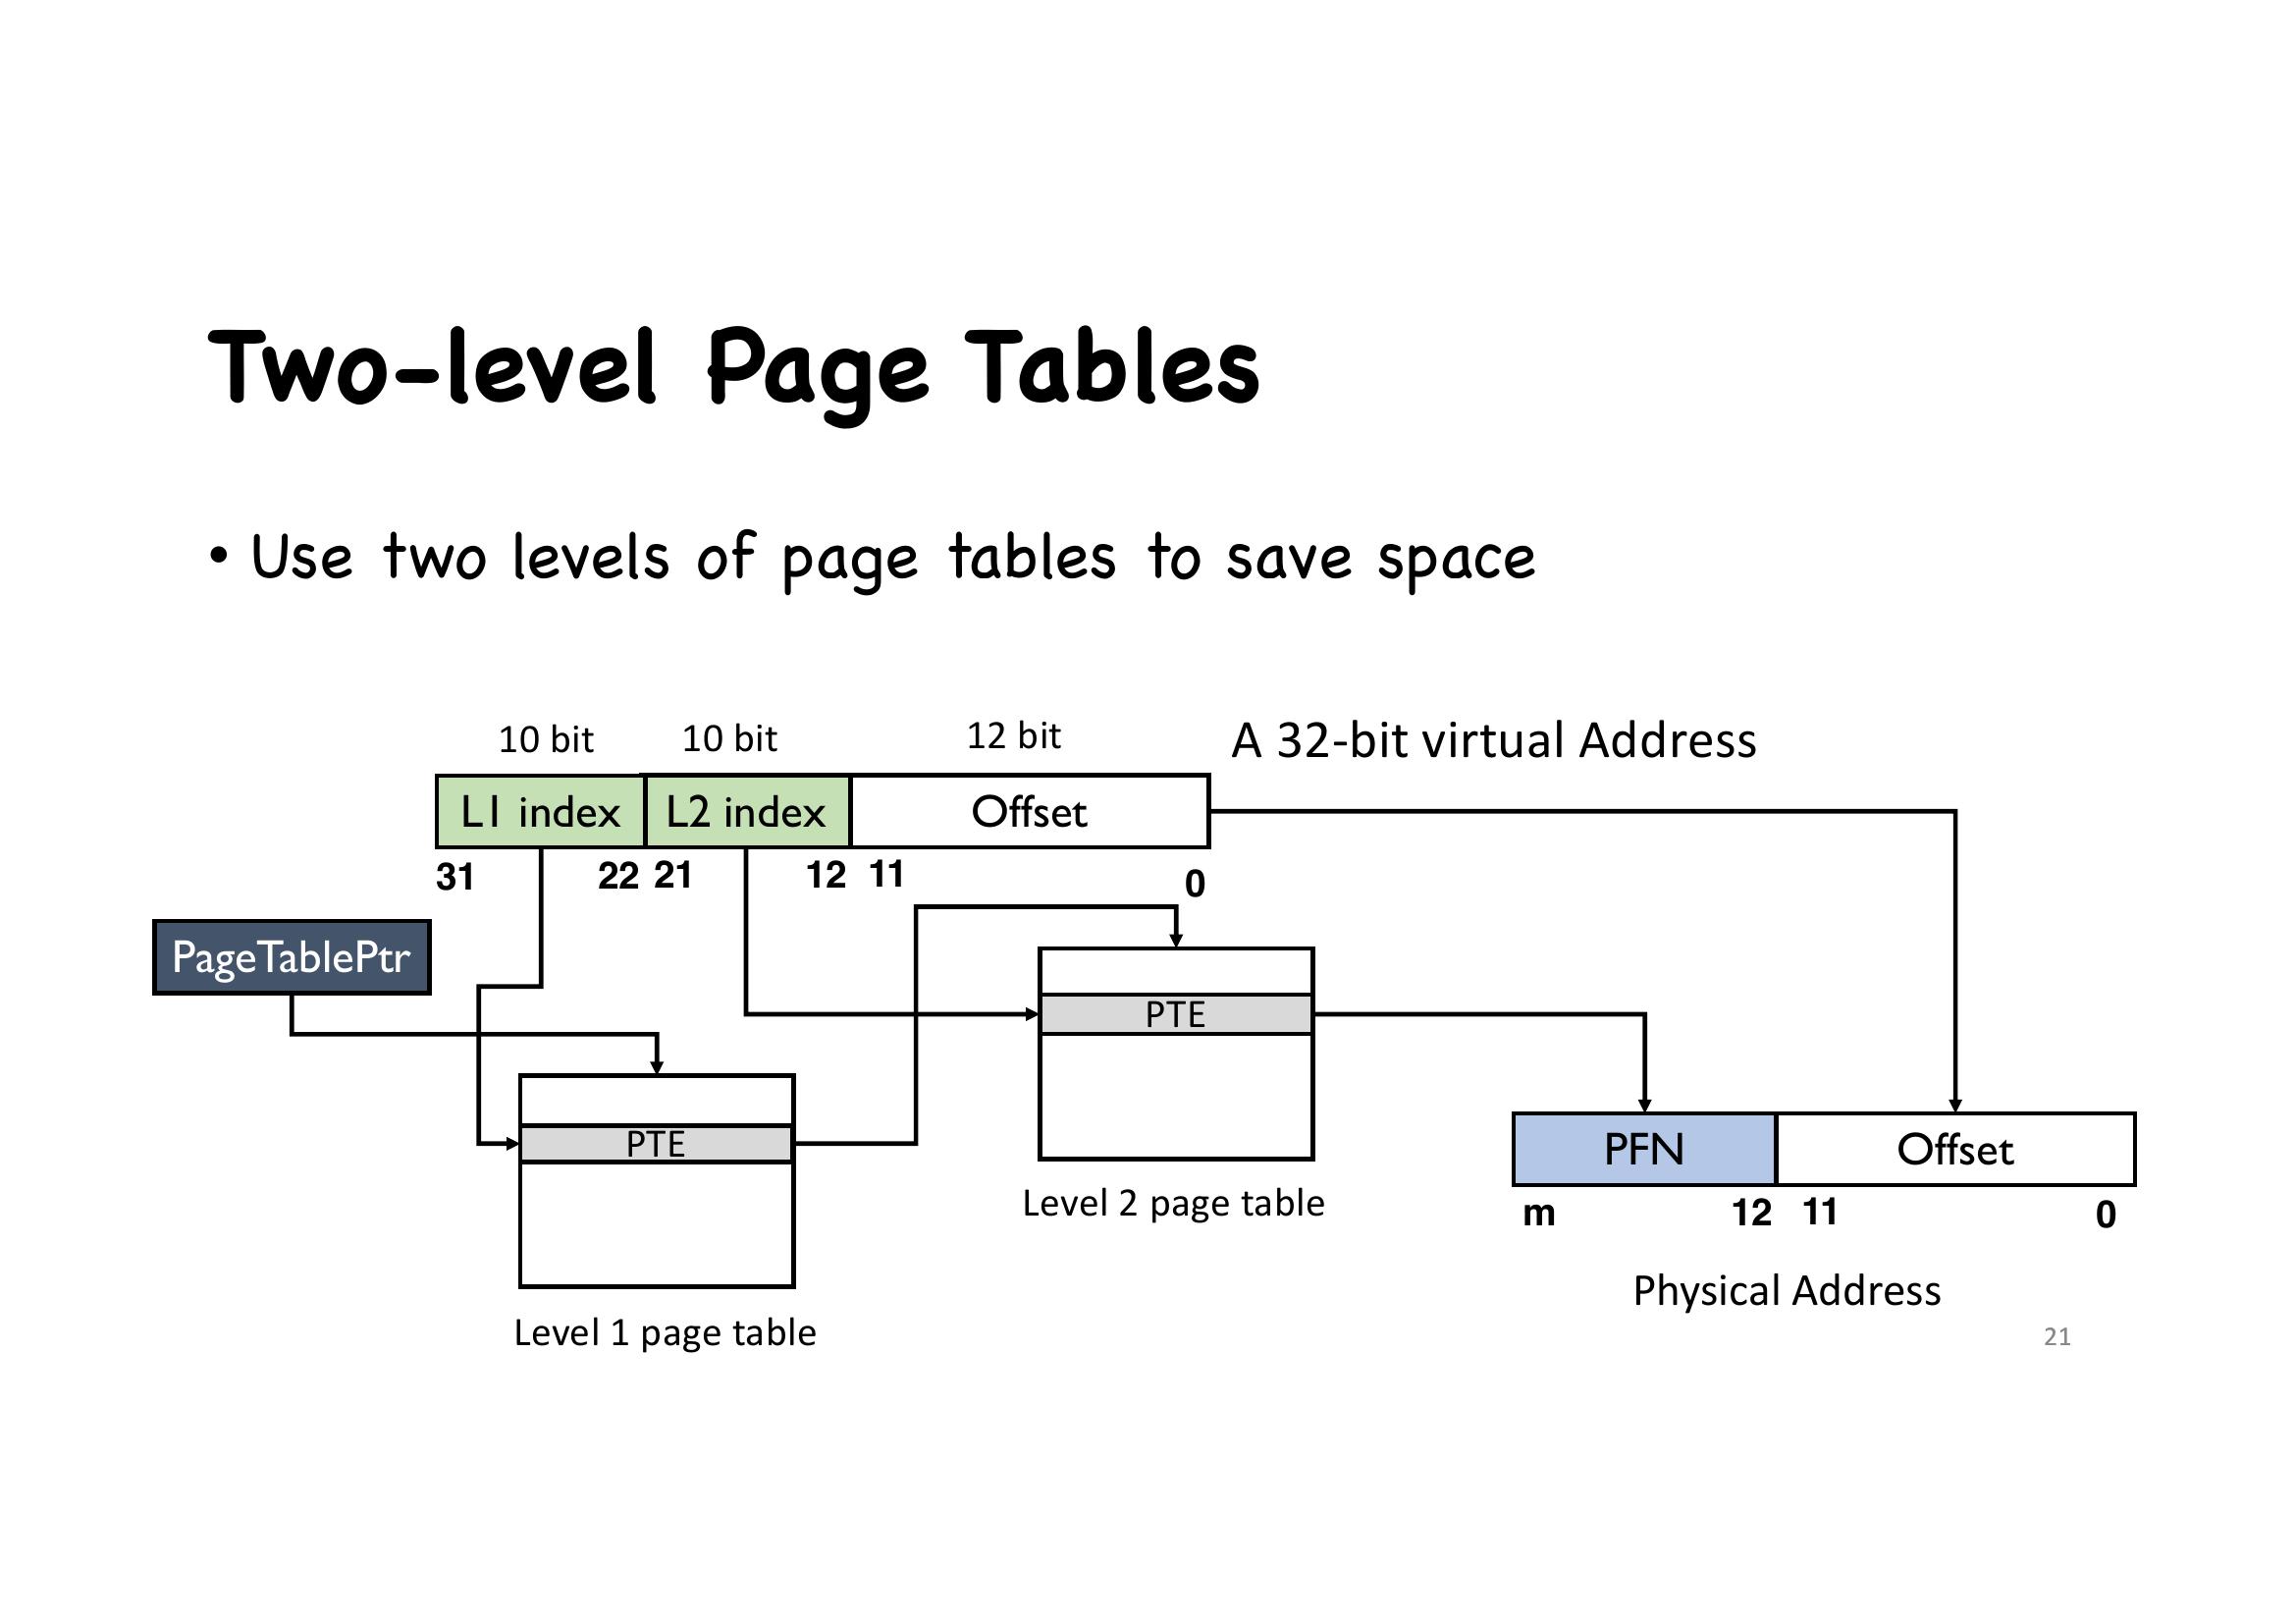 Two-level Page Tables
• Use two levels of page tables to save space
10 bit 10 bit 12 bit A 32-bit virtual Address
L1 index L2 index Offset
31 22 21 12 11 0
PageTablePtr
PTE
PTE
Level 2 page table
Level 1 page table
PFN Offset
m 12 11 0
Physical Address
21